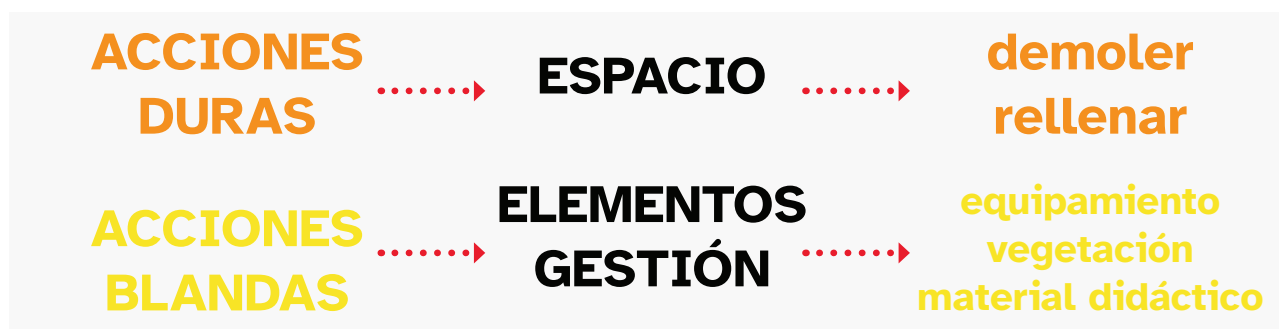 ACCIONES
DURAS
ESPACIO
demoler
rellenar
ACCIONES
BLANDAS
ELEMENTOS
GESTIÓN
equipamiento
vegetación
material didáctico